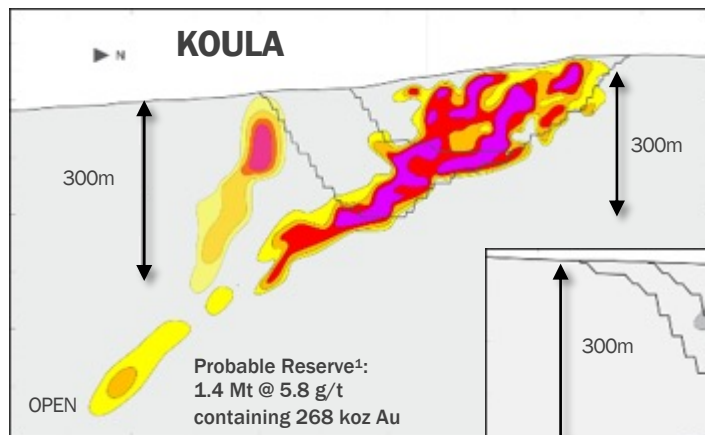 KOULA
N
300m
300m
300m
Probable Reserve¹:
1.4 Mt @ 5.8 g/t
containing 268 koz Au
OPEN